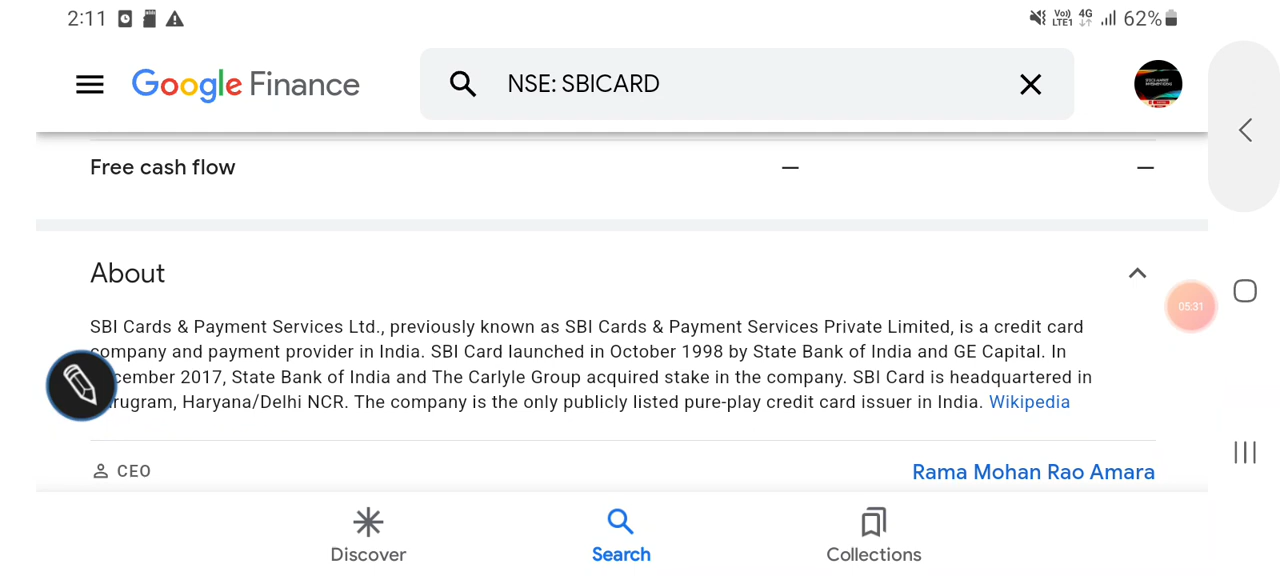 2:11 Vo)) LTE1 4G 62%
Google Finance NSE: SBICARD
Free cash flow — —
About
05:31
SBI Cards & Payment Services Ltd., previously known as SBI Cards & Payment Services Private Limited, is a credit card
company and payment provider in India. SBI Card launched in October 1998 by State Bank of India and GE Capital. In
cember 2017, State Bank of India and The Carlyle Group acquired stake in the company. SBI Card is headquartered in
rugram, Haryana/Delhi NCR. The company is the only publicly listed pure-play credit card issuer in India. Wikipedia
CEO Rama Mohan Rao Amara
Discover Search Collections